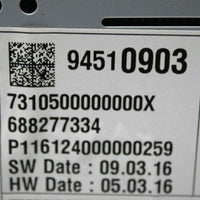 94510903
7310500000000X
688277334
P116124000000259
SW Date : 09.03.16
HW Date : 05.03.16